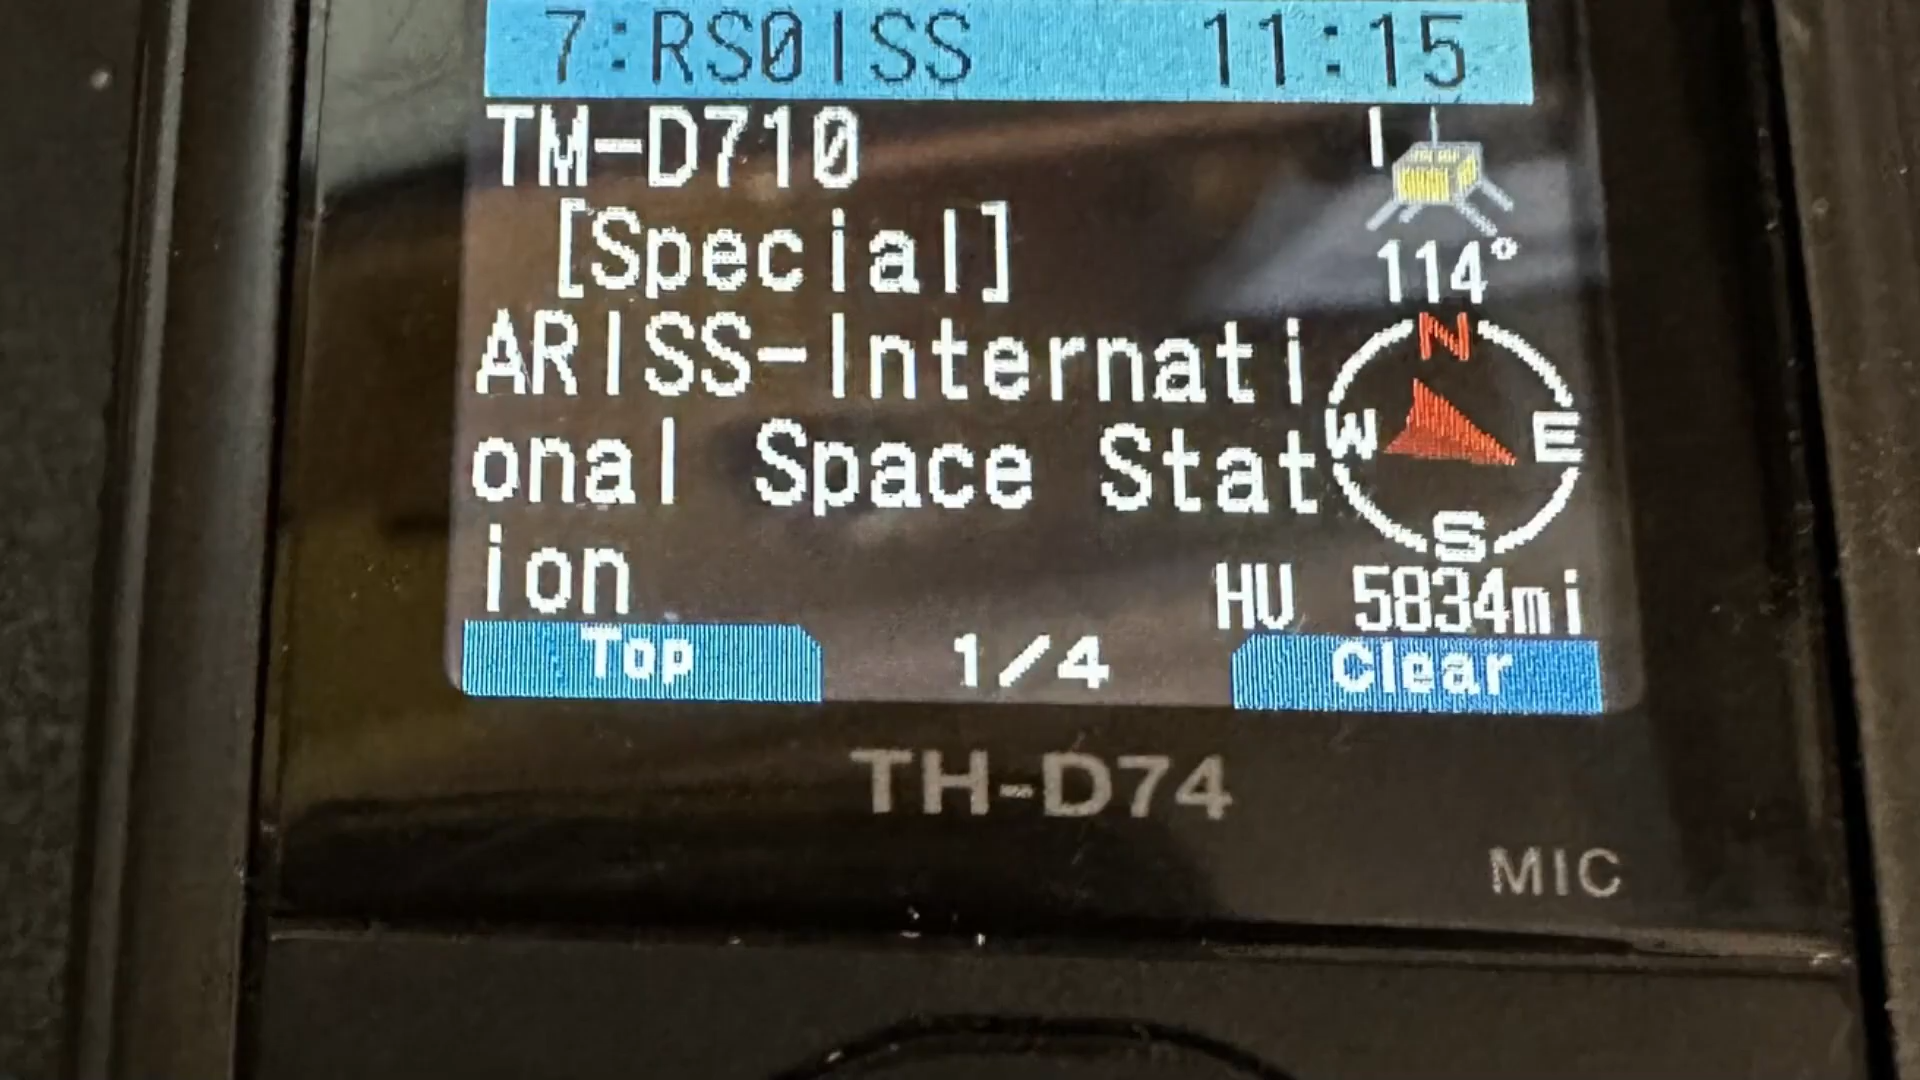 7:RS0ISS 11:15
TM-D710
[Special]
ARISS-Internati
onal Space Stat
ion
I
114°
N
W E
S
HU 5834mi
Top 1/4 Clear
TH-D74
MIC